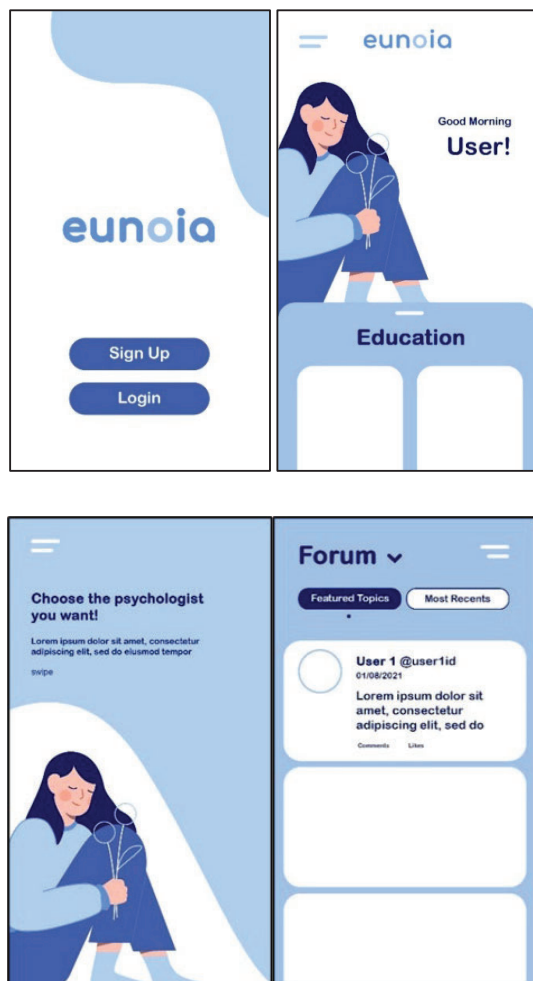 eunoia
Sign Up
Login
eunoia
Good Morning
User!
Education
Choose the psychologist
you want!
Lorem ipsum dolor sit amet, consectetur
adipiscing elit, sed do eiusmod tempor
swipe
Forum
Featured Topics
Most Recents
User 1 @user1id
01/08/2021
Lorem ipsum dolor sit
amet, consectetur
adipiscing elit, sed do
Comments Likes